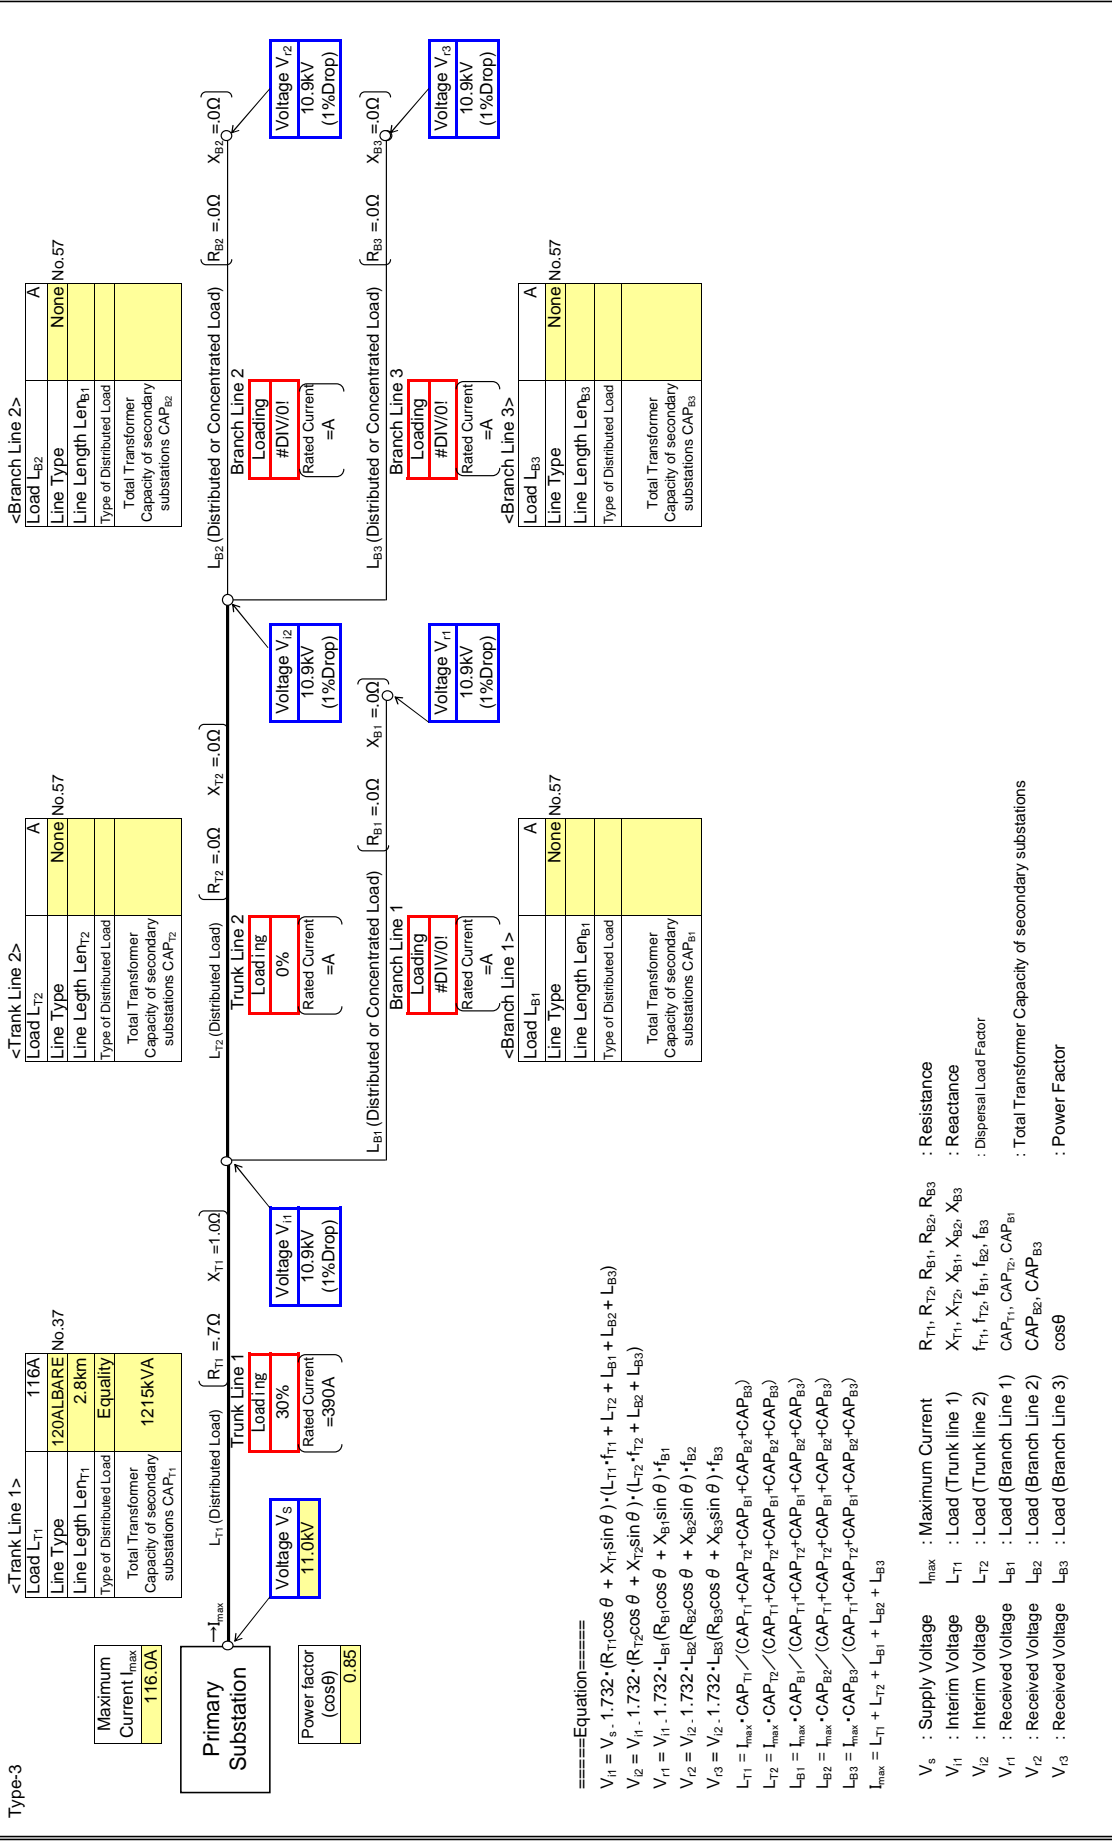 Type-3
<Trank Line 1>
Load LT1 116A
Line Type 120ALBARE No.37
Line Length LenT1 2.8km
Type of Distributed Load Equality
Total Transformer Capacity of secondary substations CAPT1 1215kVA
<Trank Line 2>
Load LT2 A
Line Type None No.57
Line Legth LenT2
Type of Distributed Load
Total Transformer Capacity of secondary substations CAPT2
<Branch Line 2>
Load LB2 A
Line Type None No.57
Line Length LenB1
Type of Distributed Load
Total Transformer Capacity of secondary substations CAPB2
Maximum Current Imax
116.0A
Primary Substation
→Imax
Power factor (cosθ)
0.85
Voltage VS
11.0kV
LT1 (Distributed Load) RT1 =.7Ω XT1 =1.0Ω
Trunk Line 1
Loading
30%
Rated Current =390A
Voltage Vi1
10.9kV
(1%Drop)
LT2 (Distributed Load) RT2 =.0Ω XT2 =.0Ω
Trunk Line 2
Loading
0%
Rated Current =A
Voltage Vi2
10.9kV
(1%Drop)
LB2 (Distributed or Concentrated Load) RB2 =.0Ω XB2 =.0Ω
Branch Line 2
Loading
#DIV/0!
Rated Current =A
Voltage Vr2
10.9kV
(1%Drop)
LB1 (Distributed or Concentrated Load) RB1 =.0Ω XB1 =.0Ω
Branch Line 1
Loading
#DIV/0!
Rated Current =A
Voltage Vr1
10.9kV
(1%Drop)
LB3 (Distributed or Concentrated Load) RB3 =.0Ω XB3 =.0Ω
Branch Line 3
Loading
#DIV/0!
Rated Current =A
Voltage Vr3
10.9kV
(1%Drop)
<Branch Line 1>
Load LB1 A
Line Type None No.57
Line Length LenB1
Type of Distributed Load
Total Transformer Capacity of secondary substations CAPB1
<Branch Line 3>
Load LB3 A
Line Type None No.57
Line Length LenB3
Type of Distributed Load
Total Transformer Capacity of secondary substations CAPB3
=====Equation=====
Vi1 = VS - 1.732・(RT1cosθ + XT1sinθ)・(LT1・fT1 + LT2 + LB1 + LB2 + LB3)
Vi2 = Vi1 - 1.732・(RT2cosθ + XT2sinθ)・(LT2・fT2 + LB2 + LB3)
Vr1 = Vi1 - 1.732・LB1(RB1cosθ + XB1sinθ)・fB1
Vr2 = Vi2 - 1.732・LB2(RB2cosθ + XB2sinθ)・fB2
Vr3 = Vi2 - 1.732・LB3(RB3cosθ + XB3sinθ)・fB3
LT1 = Imax・CAPT1／(CAPT1+CAPT2+CAPB1+CAPB2+CAPB3)
LT2 = Imax・CAPT2／(CAPT1+CAPT2+CAPB1+CAPB2+CAPB3)
LB1 = Imax・CAPB1／(CAPT1+CAPT2+CAPB1+CAPB2+CAPB3)
LB2 = Imax・CAPB2／(CAPT1+CAPT2+CAPB1+CAPB2+CAPB3)
LB3 = Imax・CAPB3／(CAPT1+CAPT2+CAPB1+CAPB2+CAPB3)
Imax = LT1 + LT2 + LB1 + LB2 + LB3
Vs : Supply Voltage Imax : Maximum Current RT1, RT2, RB1, RB2, RB3 : Resistance
Vi1 : Interim Voltage LT1 : Load (Trunk line 1) XT1, XT2, XB1, XB2, XB3 : Reactance
Vi2 : Interim Voltage LT2 : Load (Trunk line 2) fT1, fT2, fB1, fB2, fB3 : Dispersal Load Factor
Vr1 : Received Voltage LB1 : Load (Branch Line 1) CAPT1, CAPT2, CAPB1 : Total Transformer Capacity of secondary substations
Vr2 : Received Voltage LB2 : Load (Branch Line 2) CAPB2, CAPB3
Vr3 : Received Voltage LB3 : Load (Branch Line 3) cosθ : Power Factor